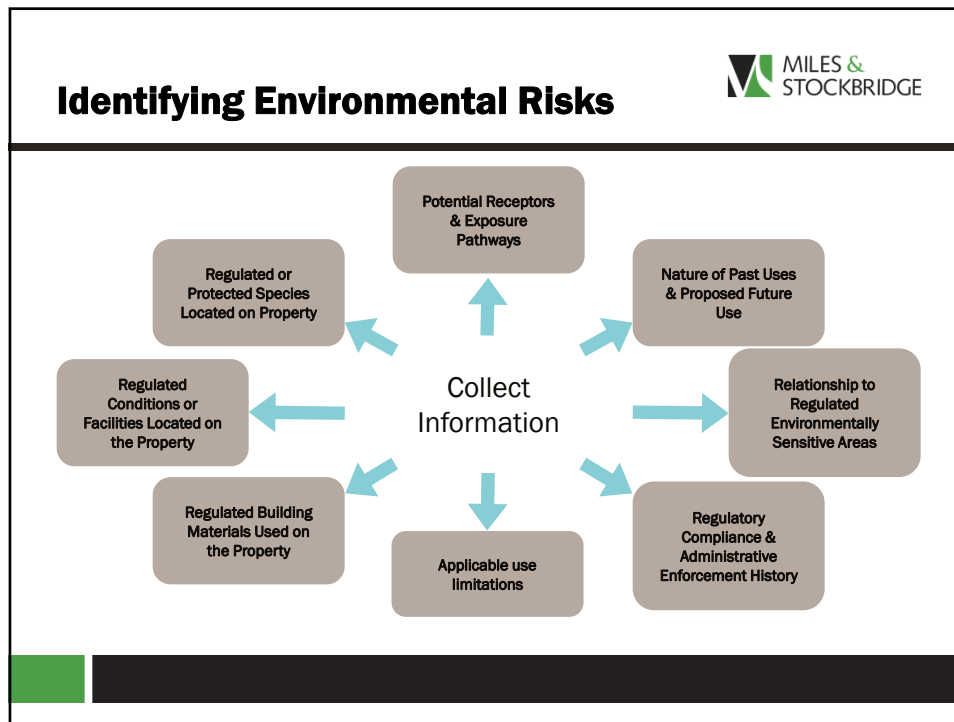 Identifying Environmental Risks
MILES &
STOCKBRIDGE
Potential Receptors
& Exposure
Pathways
Nature of Past Uses
& Proposed Future
Use
Relationship to
Regulated
Environmentally
Sensitive Areas
Regulatory
Compliance &
Administrative
Enforcement History
Applicable use
limitations
Regulated Building
Materials Used on
the Property
Regulated
Conditions or
Facilities Located on
the Property
Regulated or
Protected Species
Located on Property
Collect
Information